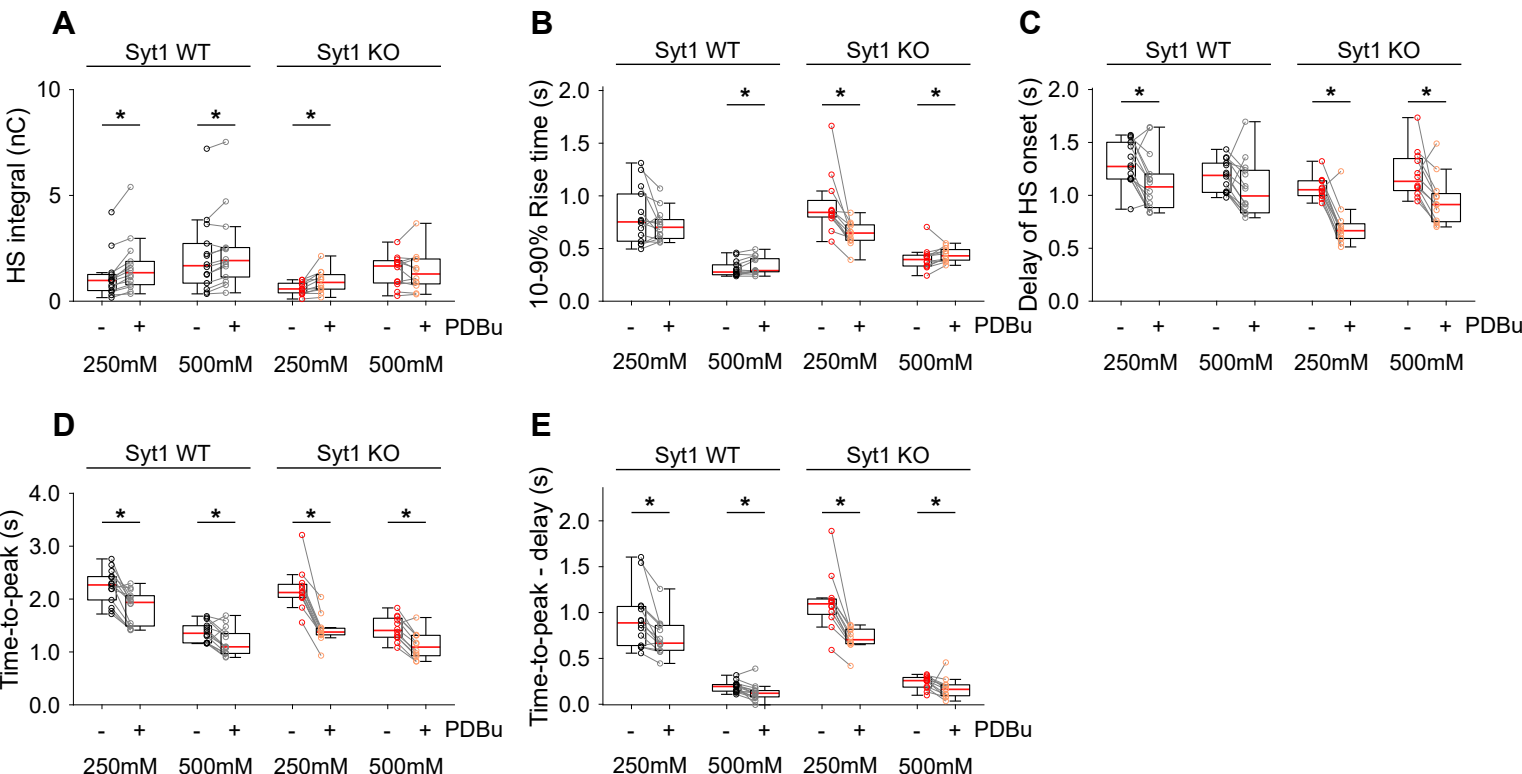 A
Syt1 WT Syt1 KO
HS integral (nC)
10
5
0
* * *
- + - + - + - + PDBu
250mM 500mM 250mM 500mM
B
Syt1 WT Syt1 KO
10-90% Rise time (s)
2.0
1.5
1.0
0.5
0.0
* * *
- + - + - + - + PDBu
250mM 500mM 250mM 500mM
C
Syt1 WT Syt1 KO
Delay of HS onset (s)
2.0
1.5
1.0
0.5
0.0
* * *
- + - + - + - + PDBu
250mM 500mM 250mM 500mM
D
Syt1 WT Syt1 KO
Time-to-peak (s)
4.0
3.0
2.0
1.0
0.0
* * * *
- + - + - + - + PDBu
250mM 500mM 250mM 500mM
E
Syt1 WT Syt1 KO
Time-to-peak - delay (s)
2.0
1.5
1.0
0.5
0.0
* * * *
- + - + - + - + PDBu
250mM 500mM 250mM 500mM